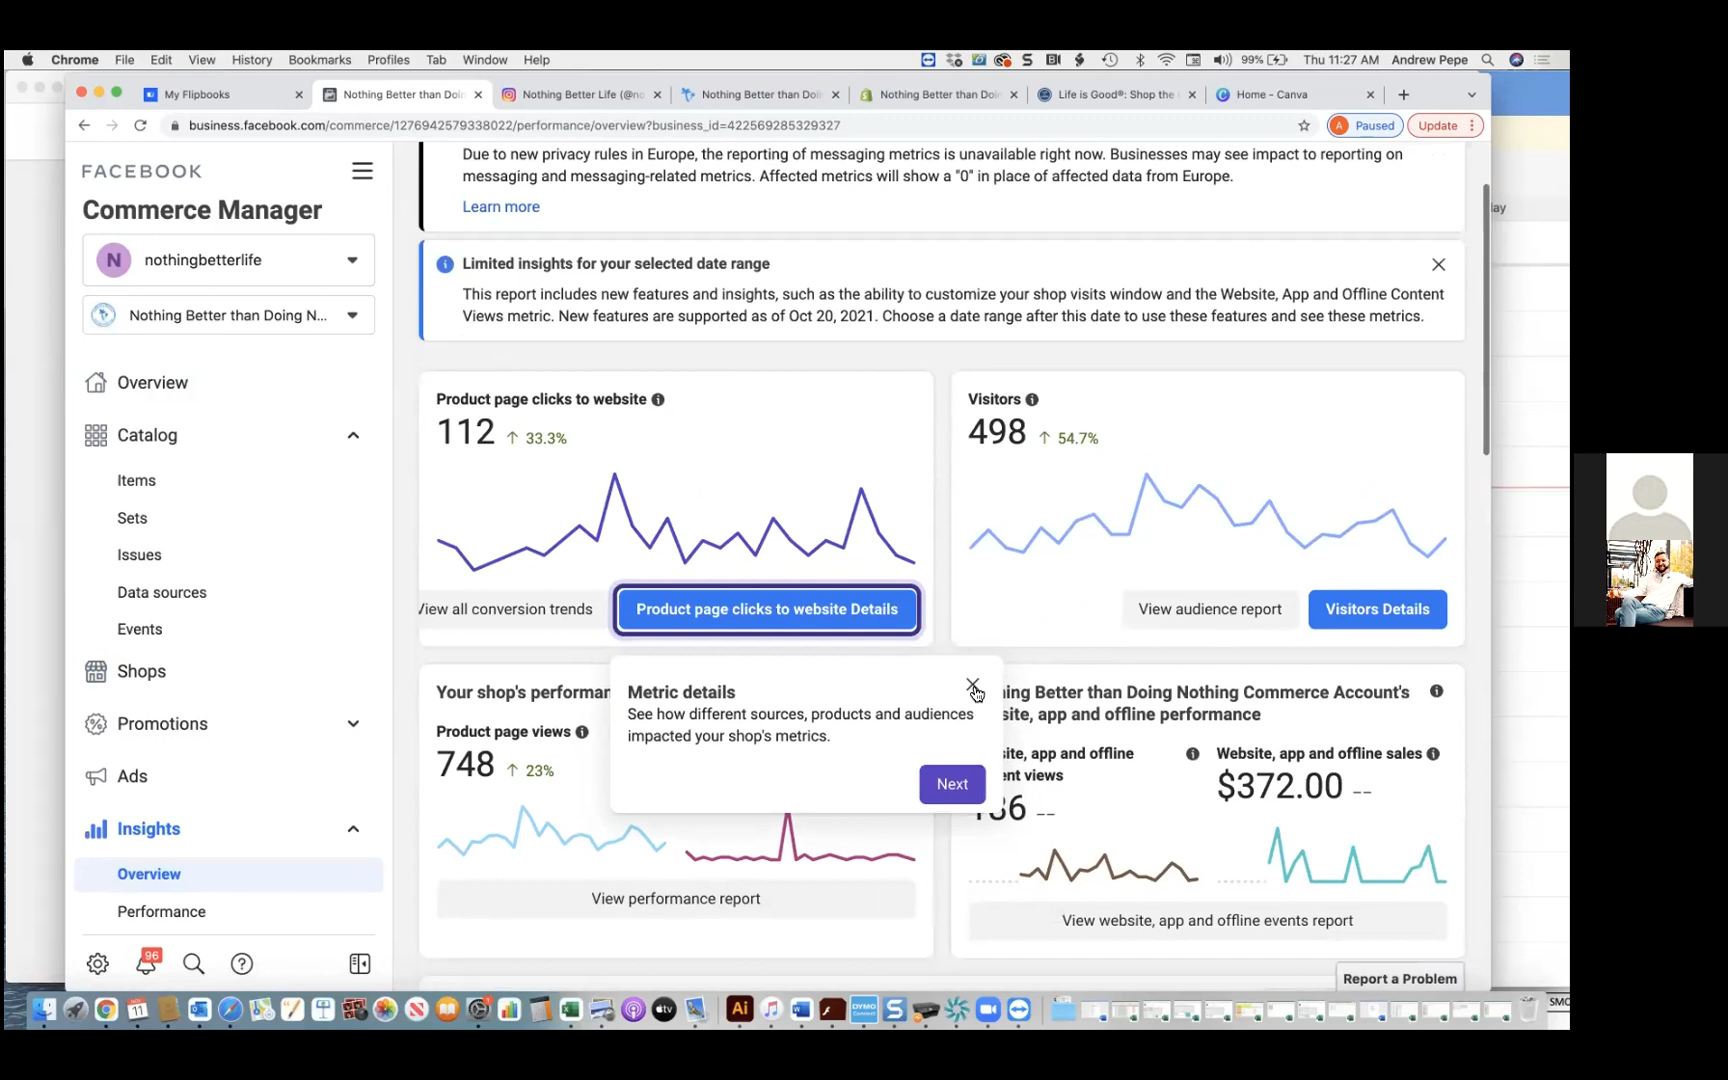 Chrome File Edit View History Bookmarks Profiles Tab Window Help
99% Thu 11:27 AM Andrew Pepe
My Flipbooks
Nothing Better than Doi
Nothing Better Life (@no
Nothing Better than Doi
Nothing Better than Doi
Life is Good®: Shop the
Home - Canva
business.facebook.com/commerce/1276942579338022/performance/overview?business_id=422569285329327
A Paused
Update
FACEBOOK
Commerce Manager
N nothingbetterlife
Nothing Better than Doing N...
Overview
Catalog
Items
Sets
Issues
Data sources
Events
Shops
Promotions
Ads
Insights
Overview
Performance
96
Due to new privacy rules in Europe, the reporting of messaging metrics is unavailable right now. Businesses may see impact to reporting on
messaging and messaging-related metrics. Affected metrics will show a "0" in place of affected data from Europe.
Learn more
Limited insights for your selected date range
This report includes new features and insights, such as the ability to customize your shop visits window and the Website, App and Offline Content
Views metric. New features are supported as of Oct 20, 2021. Choose a date range after this date to use these features and see these metrics.
Product page clicks to website
112 ↑ 33.3%
View all conversion trends
Product page clicks to website Details
Visitors
498 ↑ 54.7%
View audience report
Visitors Details
Your shop's performan
Product page views
748 ↑ 23%
View performance report
Metric details
See how different sources, products and audiences
impacted your shop's metrics.
Next
ing Better than Doing Nothing Commerce Account's
site, app and offline performance
site, app and offline
ent views
86 --
Website, app and offline sales
$372.00 --
View website, app and offline events report
Report a Problem
ay
NOV
11
Ai
DYMO
Connect
tv
SMO